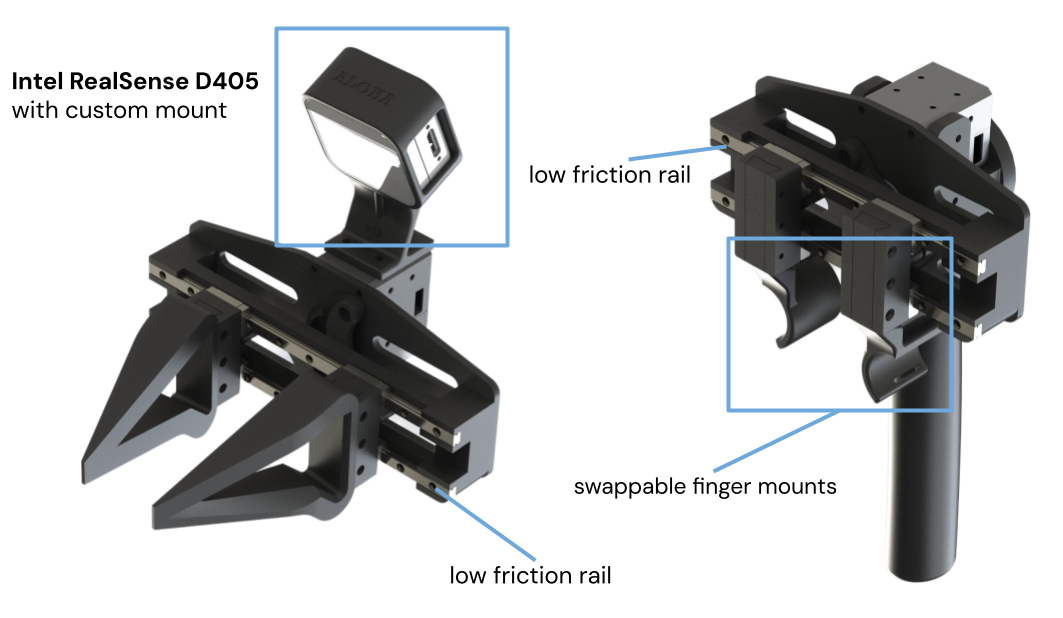 Intel RealSense D405
with custom mount
ALOHA
low friction rail
swappable finger mounts
low friction rail